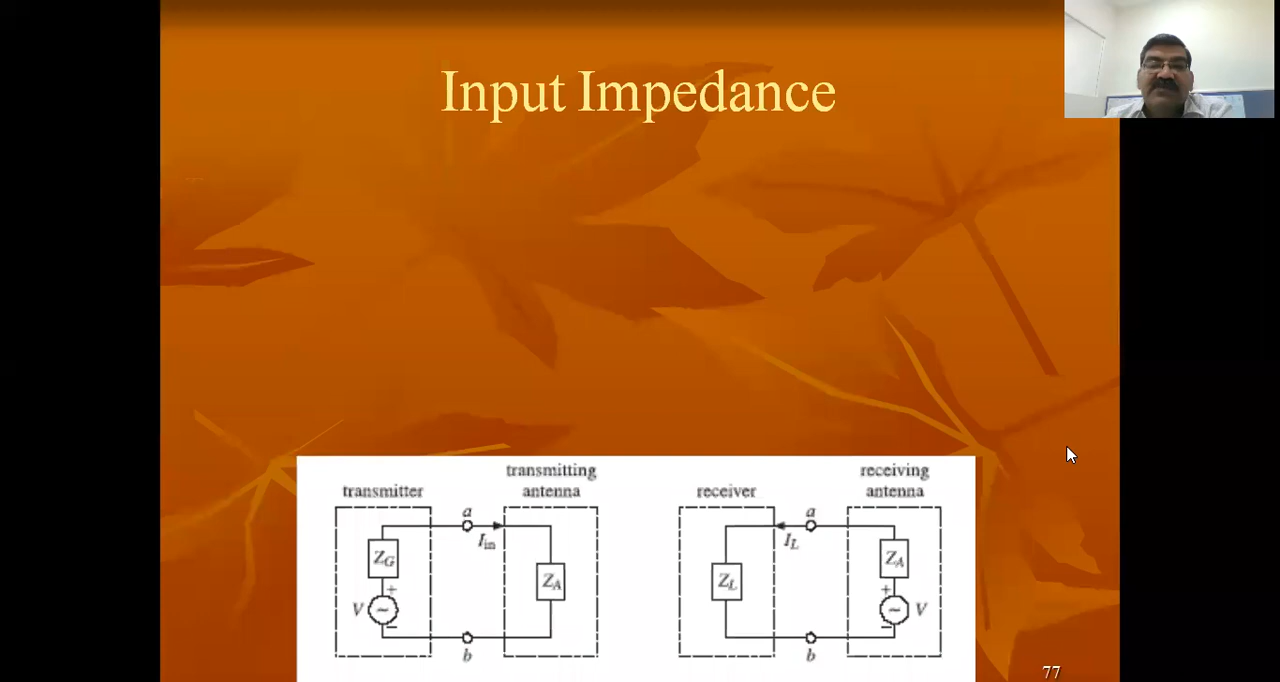 Input Impedance
transmitter
transmitting
antenna
a
I_in
Z_G
+
V
~
−
Z_A
b
receiver
receiving
antenna
a
I_L
Z_L
Z_A
+
~
V
−
b
77